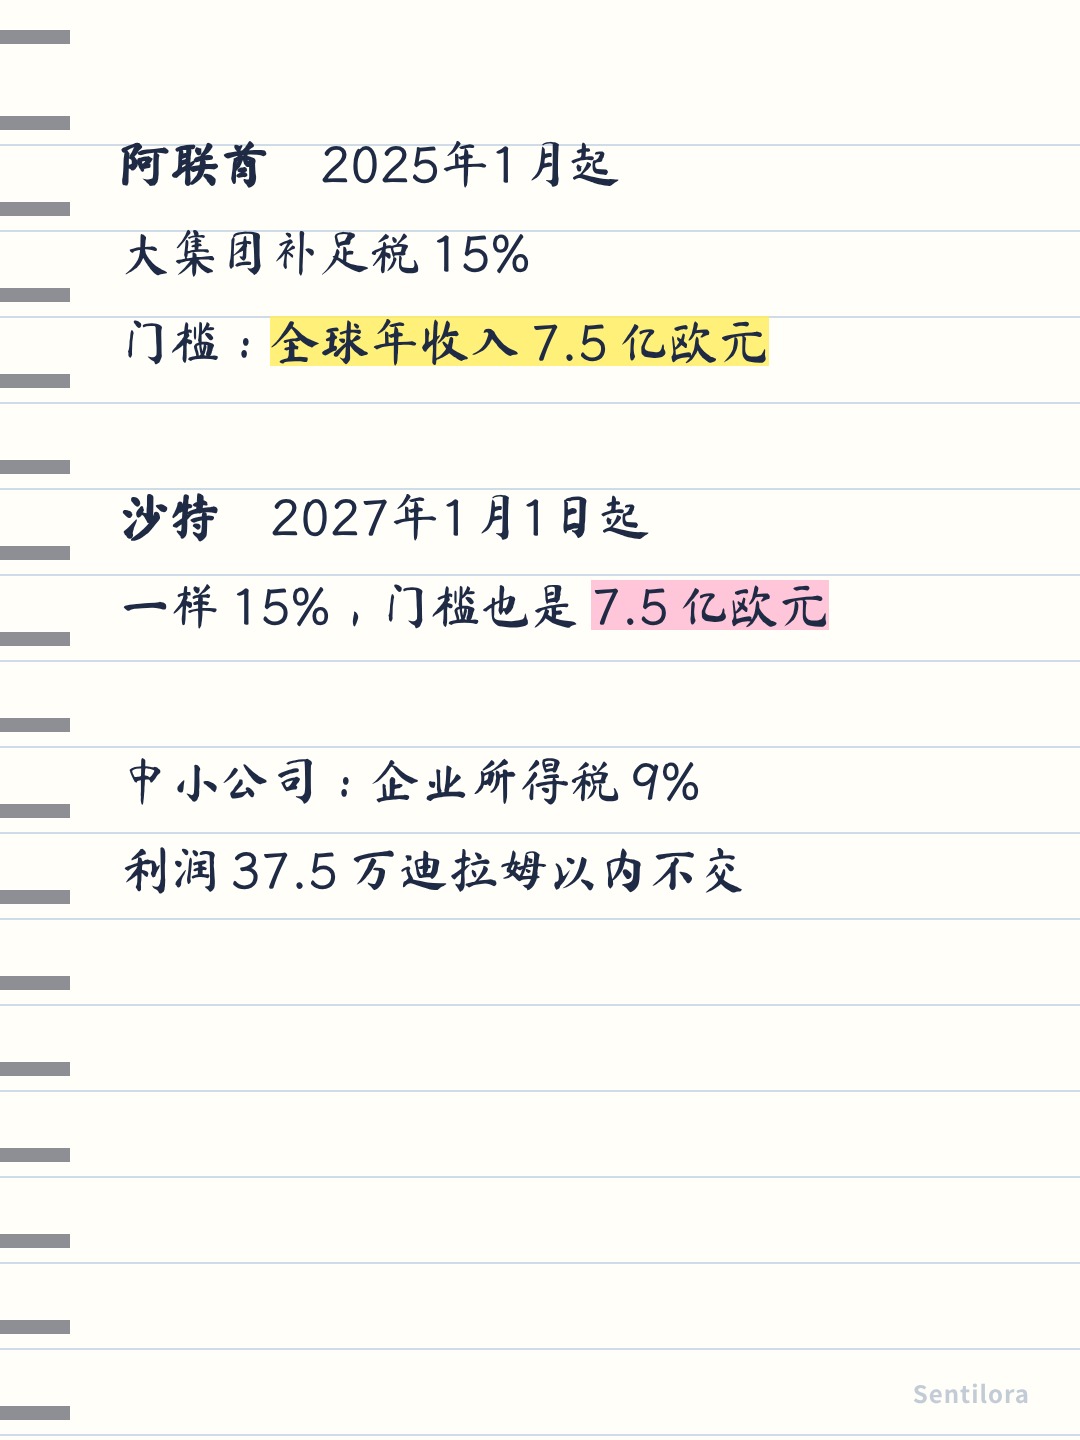 阿联酋 2025年1月起
大集团补足税 15%
门槛：全球年收入 7.5 亿欧元
沙特 2027年1月1日起
一样 15%，门槛也是 7.5 亿欧元
中小公司：企业所得税 9%
利润 37.5 万迪拉姆以内不交
Sentilora